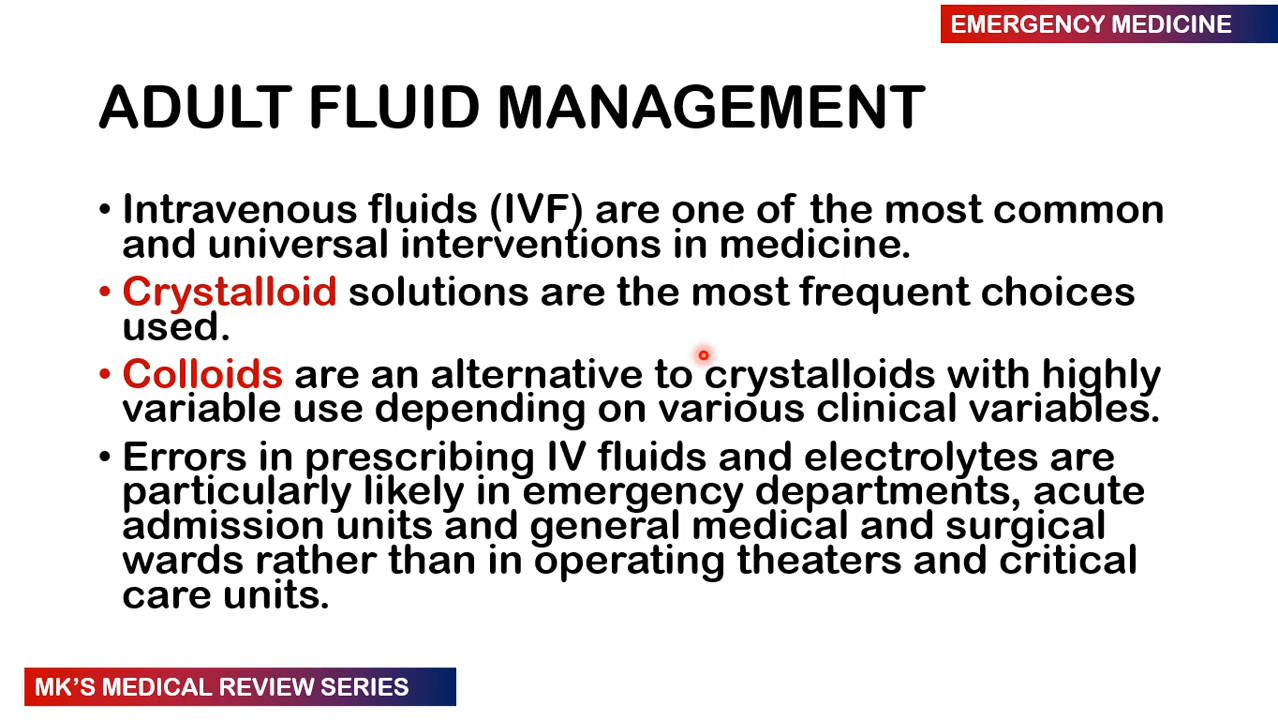 EMERGENCY MEDICINE
ADULT FLUID MANAGEMENT
• Intravenous fluids (IVF) are one of the most common
and universal interventions in medicine.
• Crystalloid solutions are the most frequent choices
used.
• Colloids are an alternative to crystalloids with highly
variable use depending on various clinical variables.
• Errors in prescribing IV fluids and electrolytes are
particularly likely in emergency departments, acute
admission units and general medical and surgical
wards rather than in operating theaters and critical
care units.
MK’S MEDICAL REVIEW SERIES